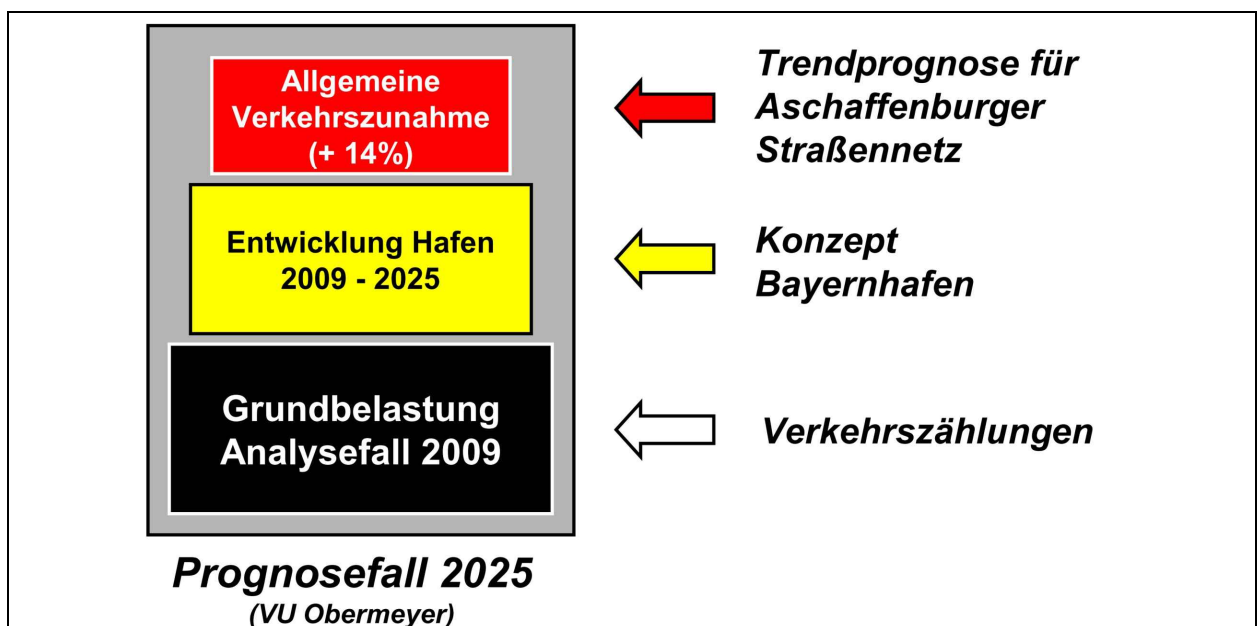 Allgemeine
Verkehrszunahme
(+ 14%)
Trendprognose für
Aschaffenburger
Straßennetz
Entwicklung Hafen
2009 - 2025
Konzept
Bayernhafen
Grundbelastung
Analysefall 2009
Verkehrszählungen
Prognosefall 2025
(VU Obermeyer)